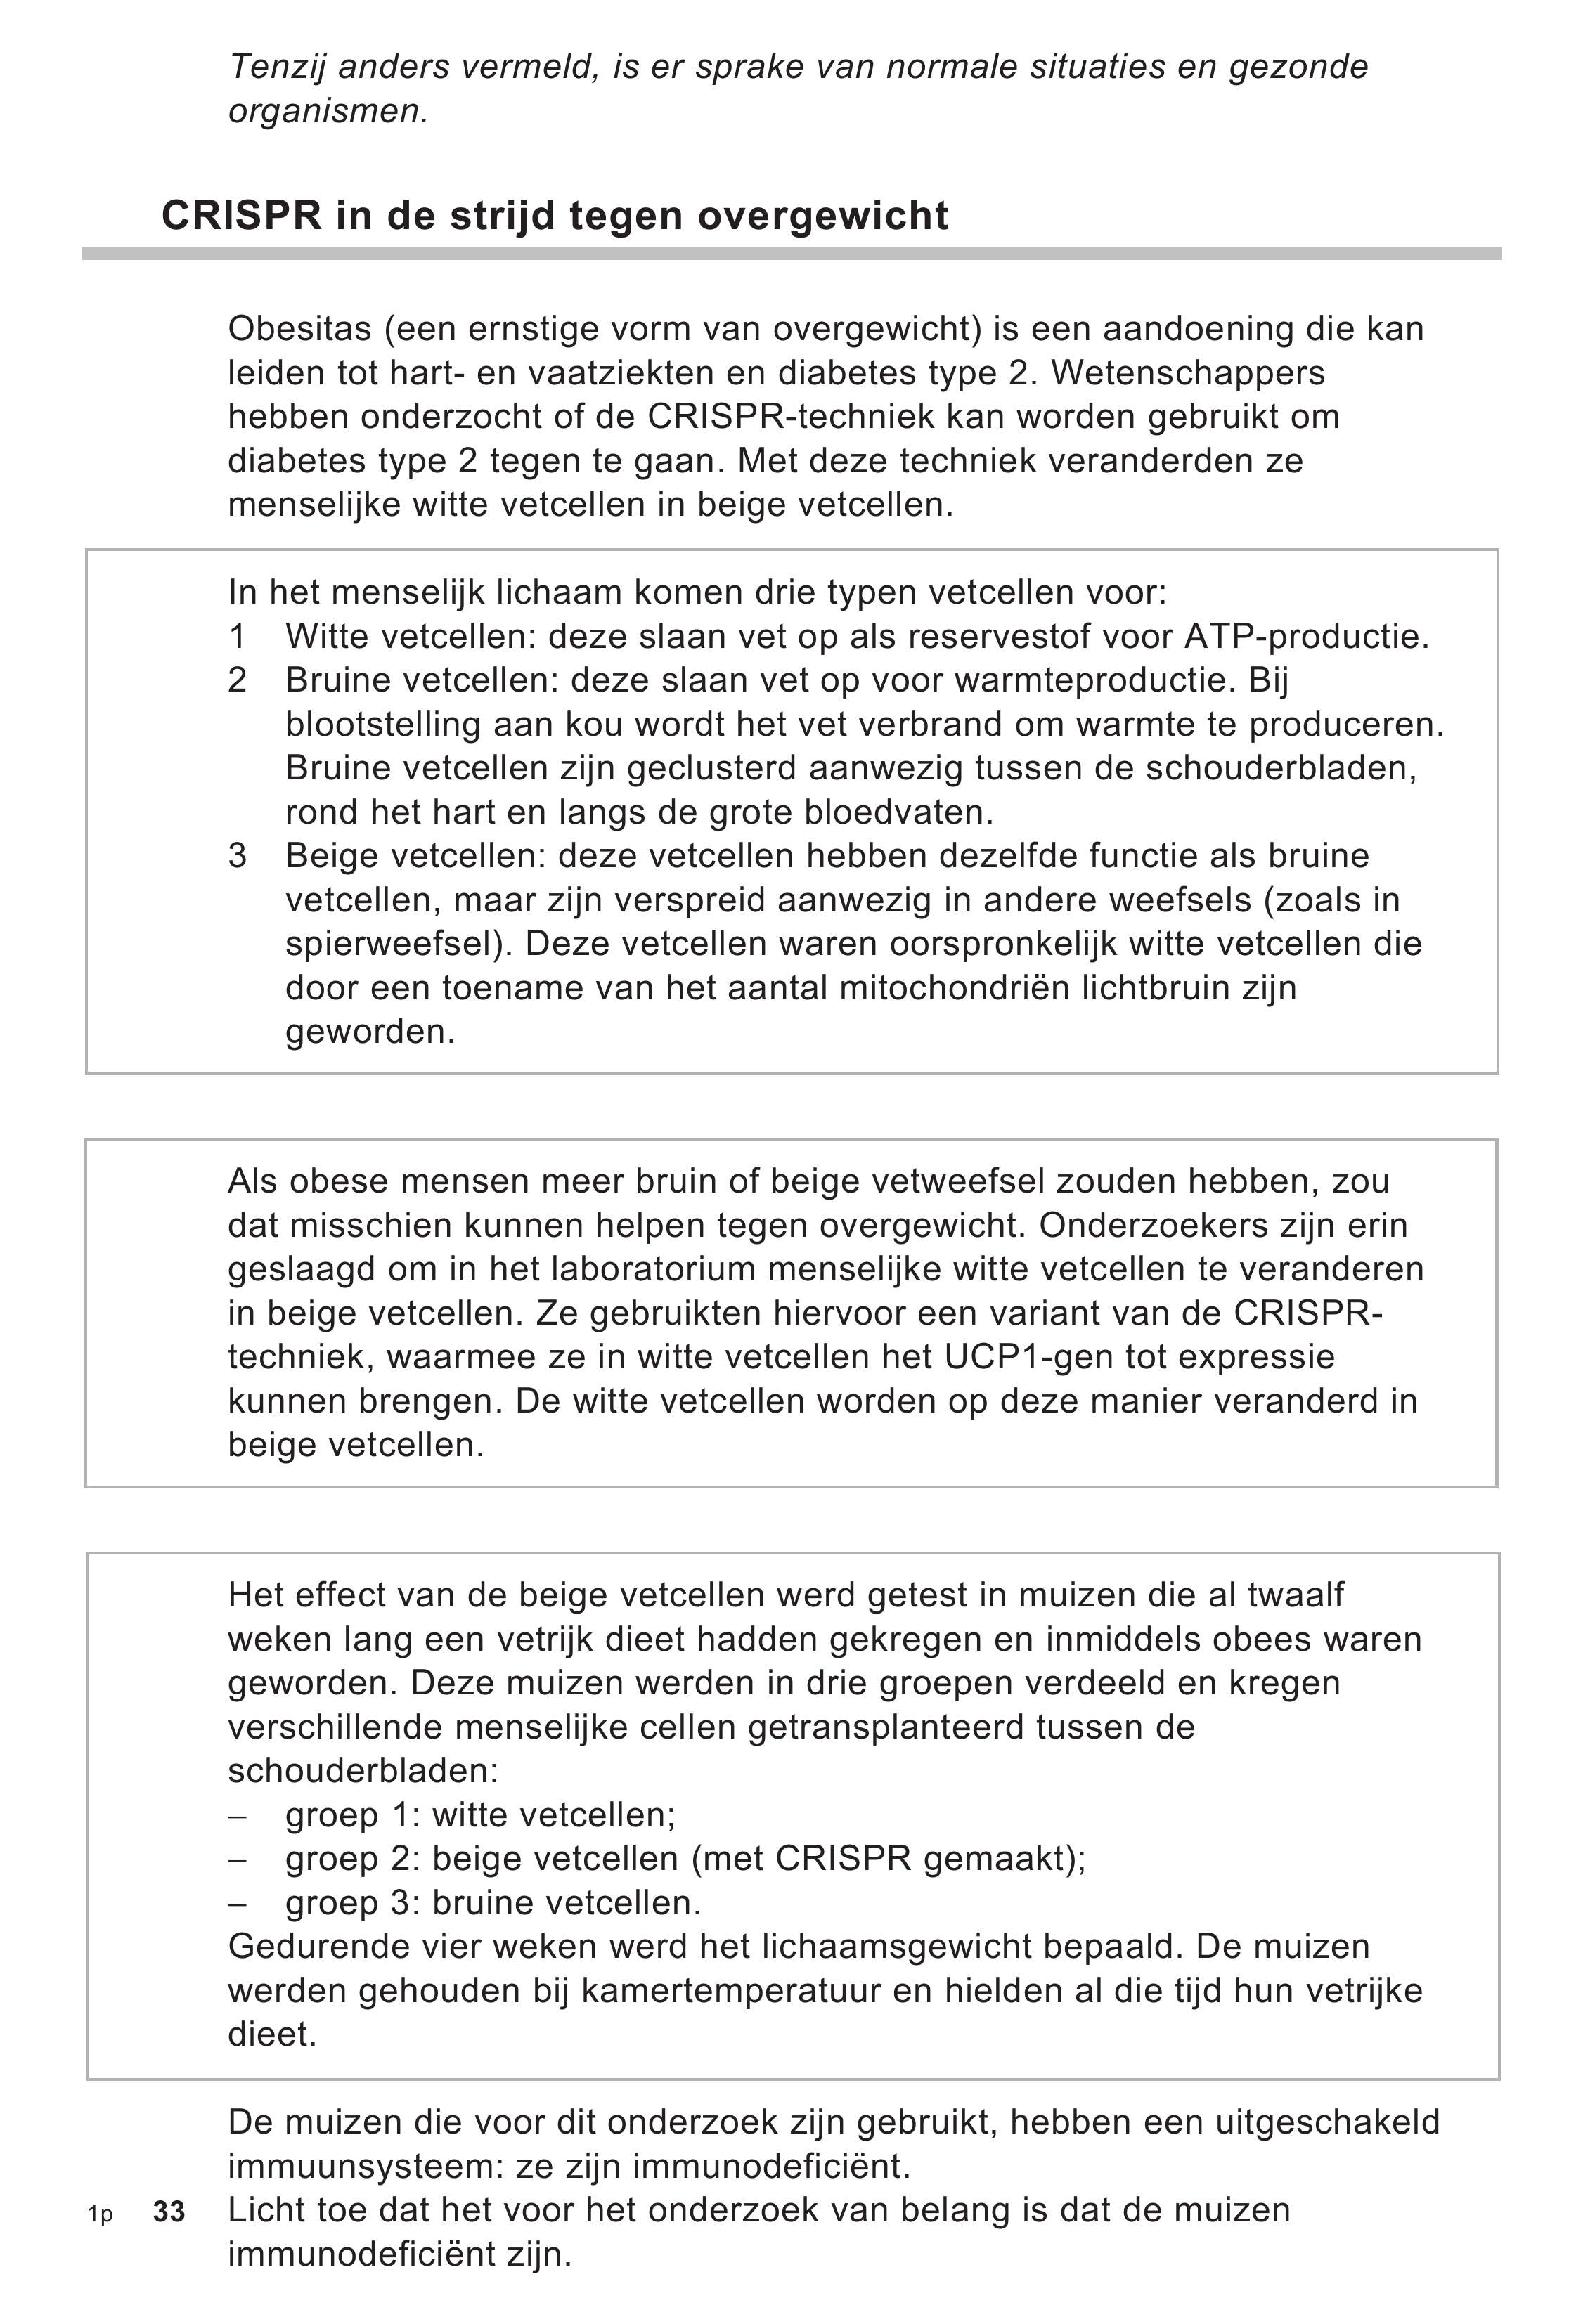 Tenzij anders vermeld, is er sprake van normale situaties en gezonde
organismen.
CRISPR in de strijd tegen overgewicht
Obesitas (een ernstige vorm van overgewicht) is een aandoening die kan
leiden tot hart- en vaatziekten en diabetes type 2. Wetenschappers
hebben onderzocht of de CRISPR-techniek kan worden gebruikt om
diabetes type 2 tegen te gaan. Met deze techniek veranderden ze
menselijke witte vetcellen in beige vetcellen.
In het menselijk lichaam komen drie typen vetcellen voor:
1 Witte vetcellen: deze slaan vet op als reservestof voor ATP-productie.
2 Bruine vetcellen: deze slaan vet op voor warmteproductie. Bij
blootstelling aan kou wordt het vet verbrand om warmte te produceren.
Bruine vetcellen zijn geclusterd aanwezig tussen de schouderbladen,
rond het hart en langs de grote bloedvaten.
3 Beige vetcellen: deze vetcellen hebben dezelfde functie als bruine
vetcellen, maar zijn verspreid aanwezig in andere weefsels (zoals in
spierweefsel). Deze vetcellen waren oorspronkelijk witte vetcellen die
door een toename van het aantal mitochondriën lichtbruin zijn
geworden.
Als obese mensen meer bruin of beige vetweefsel zouden hebben, zou
dat misschien kunnen helpen tegen overgewicht. Onderzoekers zijn erin
geslaagd om in het laboratorium menselijke witte vetcellen te veranderen
in beige vetcellen. Ze gebruikten hiervoor een variant van de CRISPR-
techniek, waarmee ze in witte vetcellen het UCP1-gen tot expressie
kunnen brengen. De witte vetcellen worden op deze manier veranderd in
beige vetcellen.
Het effect van de beige vetcellen werd getest in muizen die al twaalf
weken lang een vetrijk dieet hadden gekregen en inmiddels obees waren
geworden. Deze muizen werden in drie groepen verdeeld en kregen
verschillende menselijke cellen getransplanteerd tussen de
schouderbladen:
– groep 1: witte vetcellen;
– groep 2: beige vetcellen (met CRISPR gemaakt);
– groep 3: bruine vetcellen.
Gedurende vier weken werd het lichaamsgewicht bepaald. De muizen
werden gehouden bij kamertemperatuur en hielden al die tijd hun vetrijke
dieet.
De muizen die voor dit onderzoek zijn gebruikt, hebben een uitgeschakeld
immuunsysteem: ze zijn immunodeficiënt.
1p 33 Licht toe dat het voor het onderzoek van belang is dat de muizen
immunodeficiënt zijn.